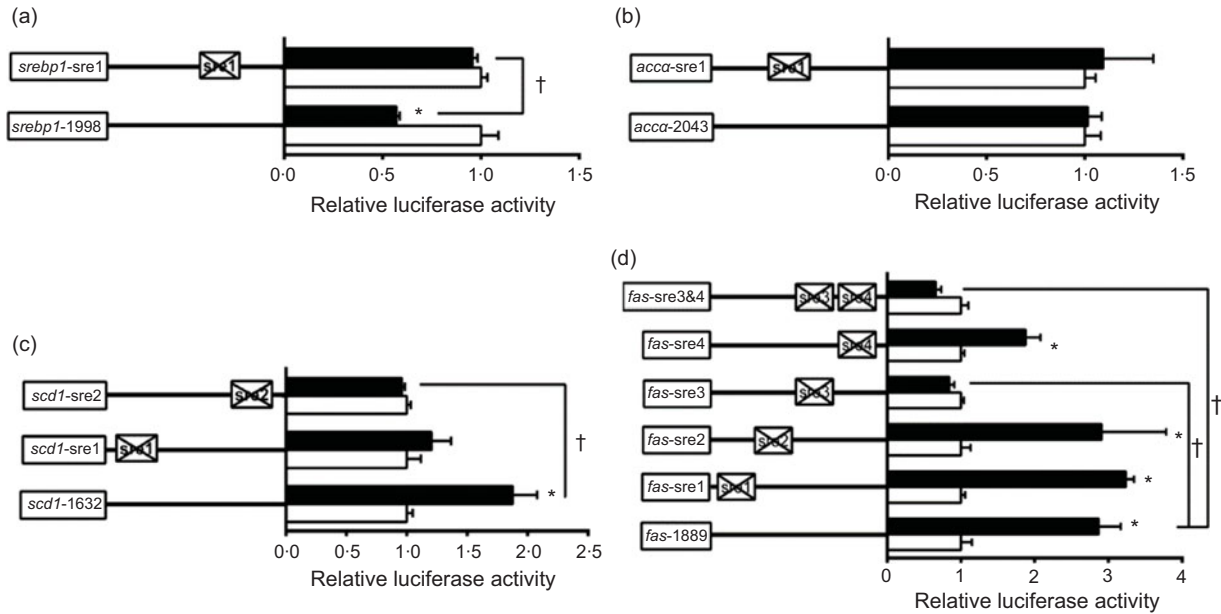 (a)
srebp1-sre1
sre1
†
srebp1-1998
*
0·0 0·5 1·0 1·5
Relative luciferase activity
(b)
accα-sre1
sre1
accα-2043
0·0 0·5 1·0 1·5
Relative luciferase activity
(c)
scd1-sre2
sre2
scd1-sre1
sre1
†
scd1-1632
*
0·0 0·5 1·0 1·5 2·0 2·5
Relative luciferase activity
(d)
fas-sre3&4
sre3 sre4
fas-sre4
sre4
*
fas-sre3
sre3
†
fas-sre2
sre2
* †
fas-sre1
sre1
*
fas-1889
*
0 1 2 3 4
Relative luciferase activity